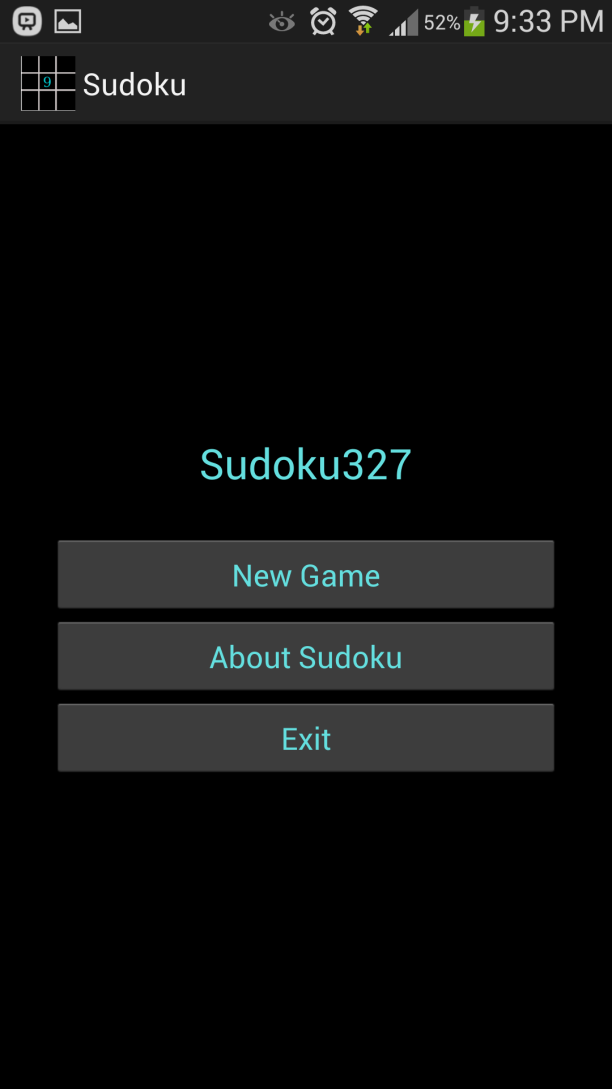 52% 9:33 PM
9 Sudoku
Sudoku327
New Game
About Sudoku
Exit